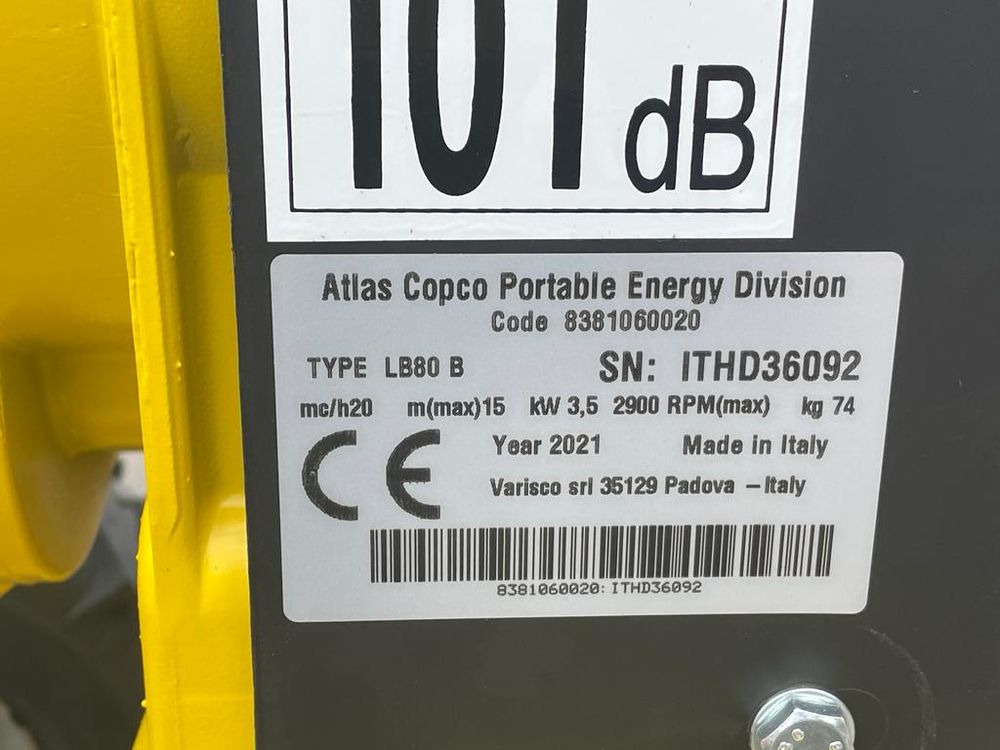 101 dB
Atlas Copco Portable Energy Division
Code 8381060020
TYPE LB80 B SN: ITHD36092
mc/h20 m(max)15 kW 3,5 2900 RPM(max) kg 74
CE Year 2021 Made in Italy
Varisco srl 35129 Padova – Italy
8381060020: ITHD36092